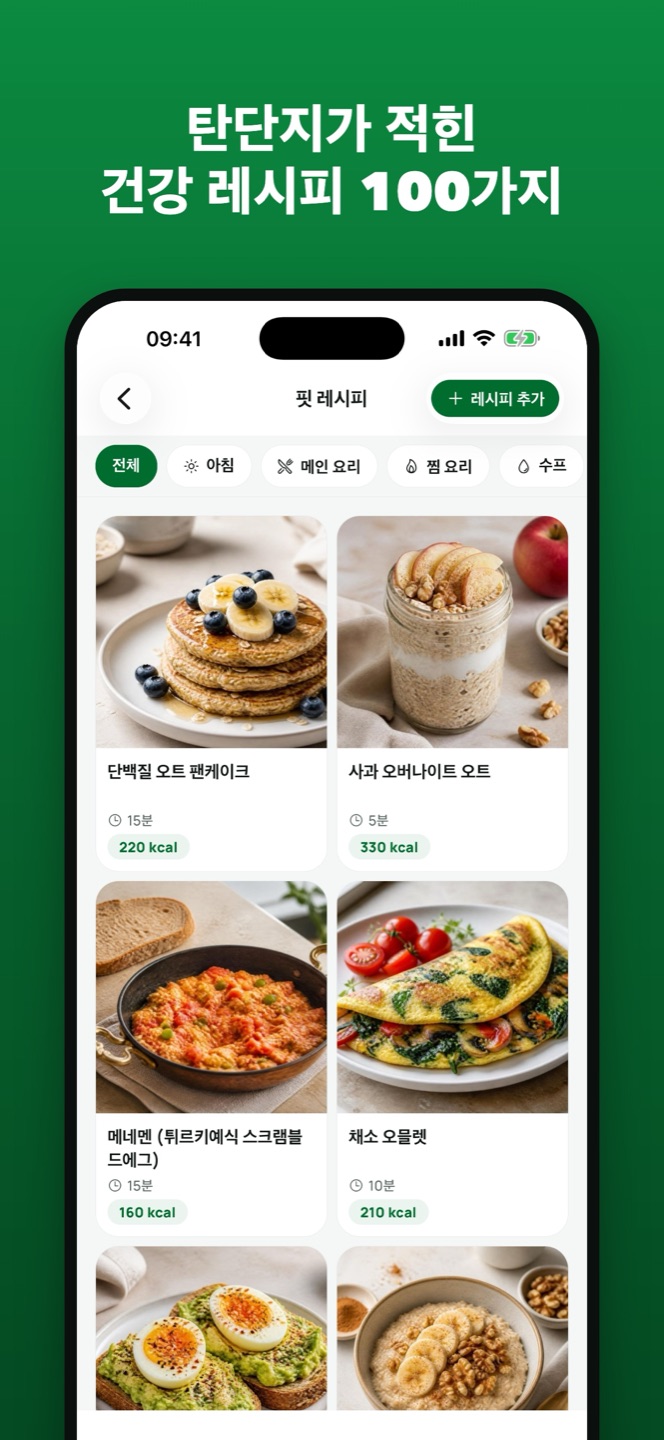 탄단지가 적힌
건강 레시피 100가지
09:41
핏 레시피
+ 레시피 추가
전체
아침
메인 요리
찜 요리
수프
단백질 오트 팬케이크
사과 오버나이트 오트
15분
5분
220 kcal
330 kcal
메네멘 (튀르키예식 스크램블
드에그)
채소 오믈렛
15분
10분
160 kcal
210 kcal